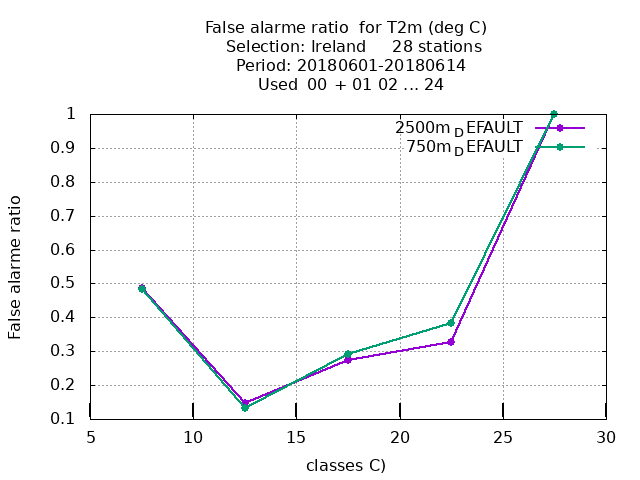 False alarme ratio  for T2m (deg C)
Selection: Ireland     28 stations
Period: 20180601-20180614
Used  00 + 01 02 ... 24
1
0.9
0.8
0.7
0.6
0.5
0.4
0.3
0.2
0.1
False alarme ratio
2500m_DEFAULT
750m_DEFAULT
5 10 15 20 25 30
classes C)